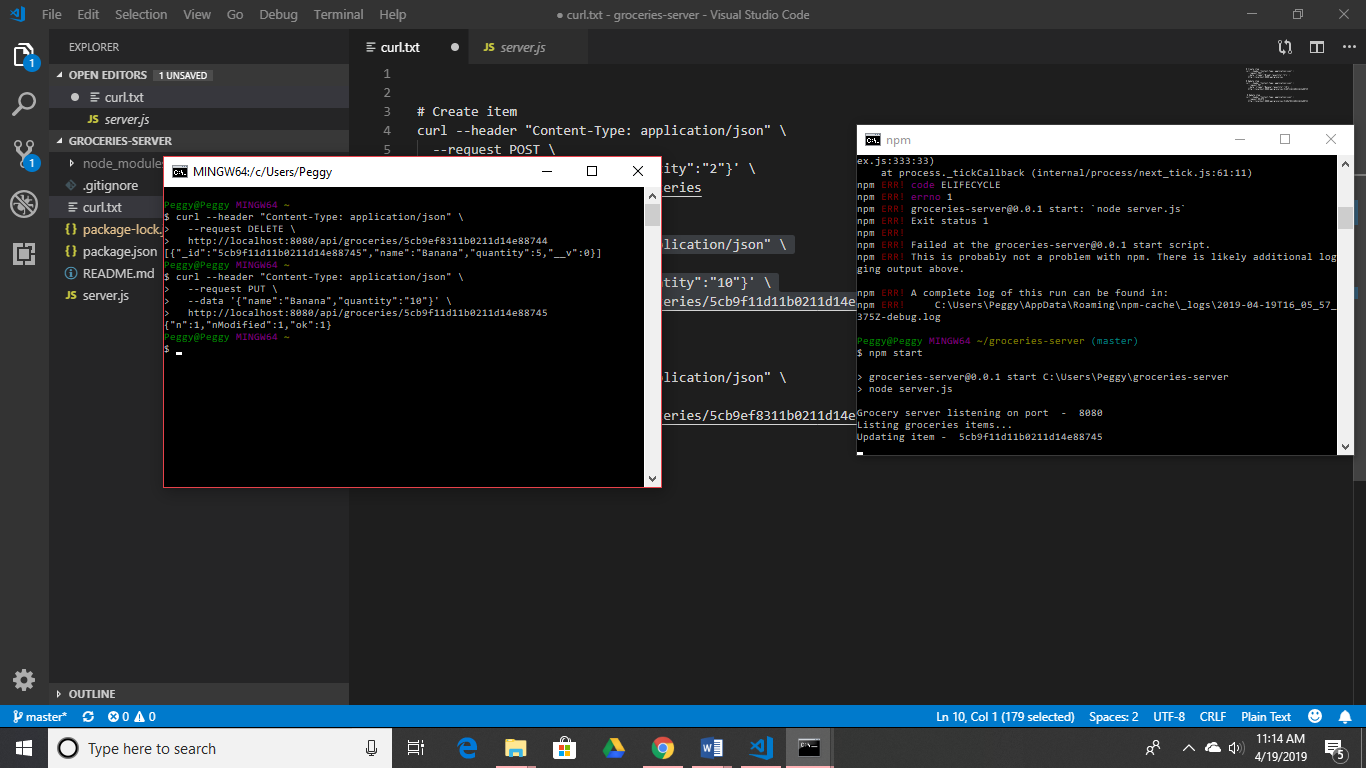 File Edit Selection View Go Debug Terminal Help
● curl.txt - groceries-server - Visual Studio Code
EXPLORER
OPEN EDITORS 1 UNSAVED
curl.txt
JS server.js
GROCERIES-SERVER
node_modules
.gitignore
curl.txt
{} package-lock.
{} package.json
README.md
JS server.js
OUTLINE
curl.txt
JS server.js
1
2
3 # Create item
4 curl --header "Content-Type: application/json" \
5 --request POST \
tity":"2"}' \
eries
plication/json" \
ntity":"10"}' \
ceries/5cb9f11d11b0211d14e
plication/json" \
ceries/5cb9ef8311b0211d14e
MINGW64:/c/Users/Peggy
Peggy@Peggy MINGW64 ~
$ curl --header "Content-Type: application/json" \
> --request DELETE \
> http://localhost:8080/api/groceries/5cb9ef8311b0211d14e88744
[{"_id":"5cb9f11d11b0211d14e88745","name":"Banana","quantity":5,"__v":0}]
Peggy@Peggy MINGW64 ~
$ curl --header "Content-Type: application/json" \
> --request PUT \
> --data '{"name":"Banana","quantity":"10"}' \
> http://localhost:8080/api/groceries/5cb9f11d11b0211d14e88745
{"n":1,"nModified":1,"ok":1}
Peggy@Peggy MINGW64 ~
$
npm
ex.js:333:33)
at process._tickCallback (internal/process/next_tick.js:61:11)
npm ERR! code ELIFECYCLE
npm ERR! errno 1
npm ERR! groceries-server@0.0.1 start: `node server.js`
npm ERR! Exit status 1
npm ERR!
npm ERR! Failed at the groceries-server@0.0.1 start script.
npm ERR! This is probably not a problem with npm. There is likely additional log
ging output above.
npm ERR! A complete log of this run can be found in:
npm ERR! C:\Users\Peggy\AppData\Roaming\npm-cache\_logs\2019-04-19T16_05_57_
375Z-debug.log
Peggy@Peggy MINGW64 ~/groceries-server (master)
$ npm start
> groceries-server@0.0.1 start C:\Users\Peggy\groceries-server
> node server.js
Grocery server listening on port - 8080
Listing groceries items...
Updating item - 5cb9f11d11b0211d14e88745
master* 0 0
Ln 10, Col 1 (179 selected) Spaces: 2 UTF-8 CRLF Plain Text
Type here to search
11:14 AM
4/19/2019
5